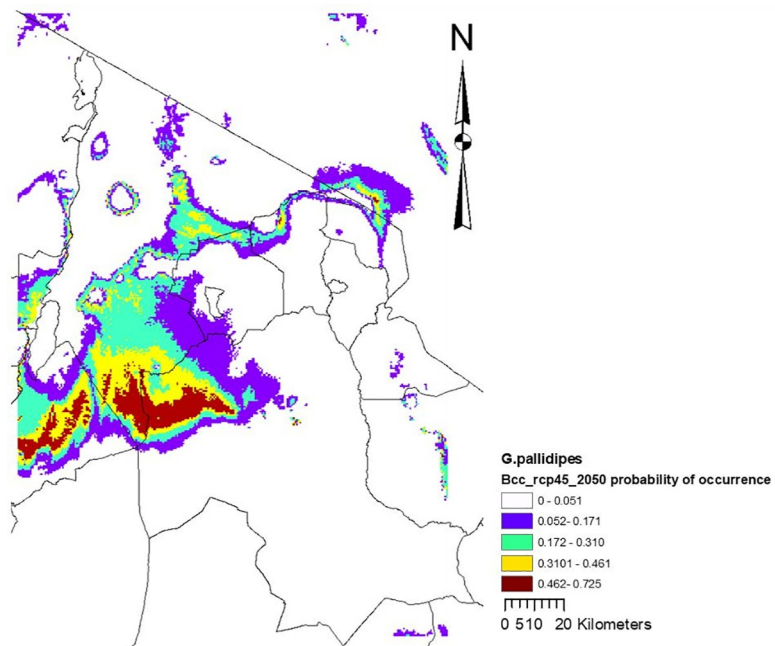 N
G.pallidipes
Bcc_rcp45_2050 probability of occurrence
0 - 0.051
0.052- 0.171
0.172 - 0.310
0.3101 - 0.461
0.462- 0.725
0 510 20 Kilometers